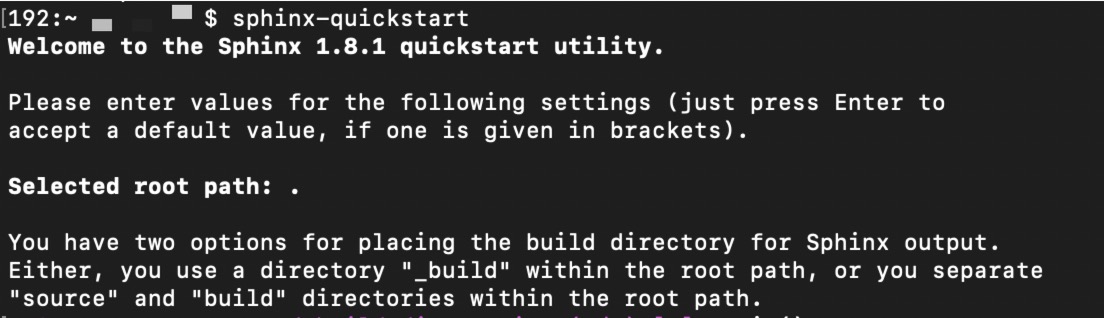 [192:~ $ sphinx-quickstart
Welcome to the Sphinx 1.8.1 quickstart utility.
Please enter values for the following settings (just press Enter to
accept a default value, if one is given in brackets).
Selected root path: .
You have two options for placing the build directory for Sphinx output.
Either, you use a directory "_build" within the root path, or you separate
"source" and "build" directories within the root path.